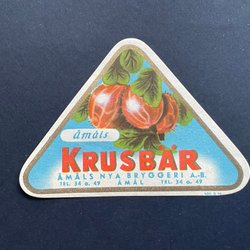 åmåls
KRUSBÄR
ÅMÅLS NYA BRYGGERI A.-B.
TEL. 34 o. 49 ÅMÅL TEL. 34 o. 49